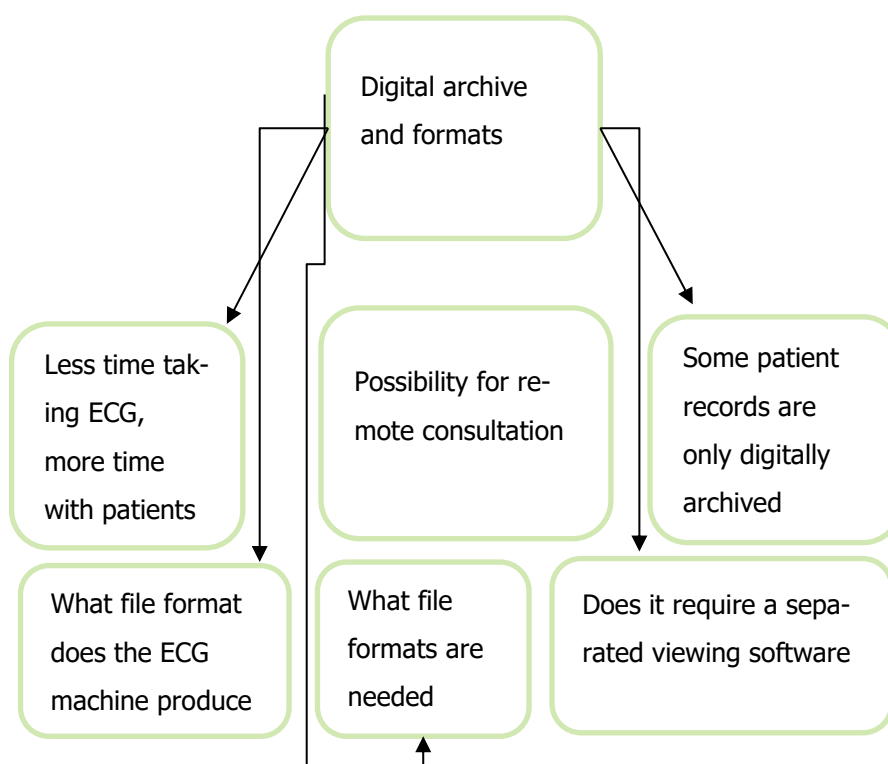 Digital archive
and formats
Less time tak-
ing ECG,
more time
with patients
Possibility for re-
mote consultation
Some patient
records are
only digitally
archived
What file format
does the ECG
machine produce
What file
formats are
needed
Does it require a sepa-
rated viewing software